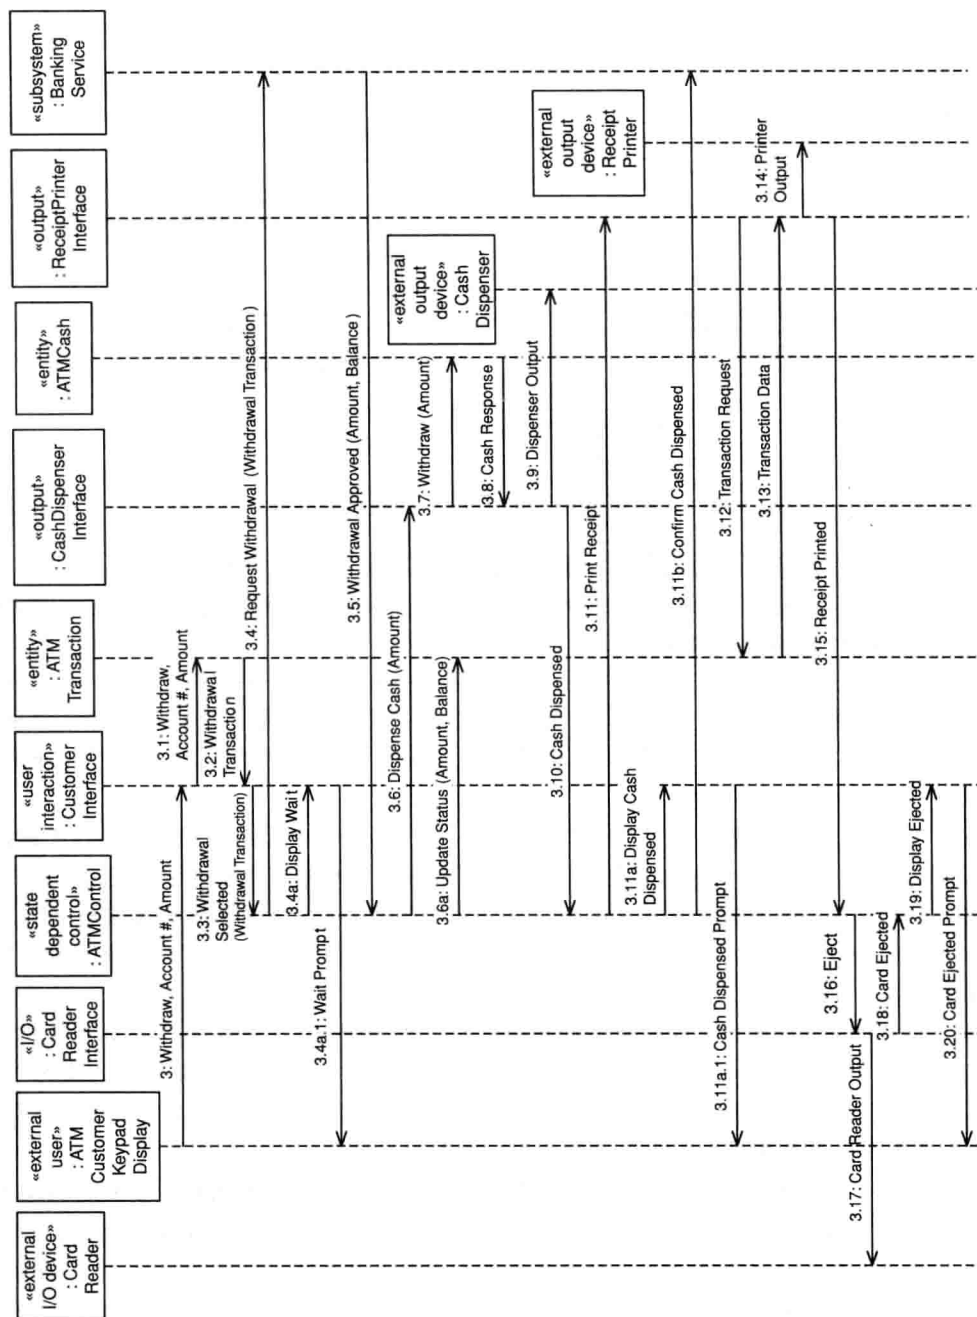 «external
I/O device»
: Card
Reader
«external
user»
: ATM
Customer
Keypad
Display
«I/O»
: Card
Reader
Interface
«state
dependent
control»
: ATMControl
«user
interaction»
: Customer
Interface
«entity»
: ATM
Transaction
«output»
: CashDispenser
Interface
«entity»
: ATMCash
«output»
: ReceiptPrinter
Interface
«subsystem»
: Banking
Service
3: Withdraw, Account #, Amount
3.1: Withdraw,
Account #, Amount
3.2: Withdrawal
Transaction
3.3: Withdrawal
Selected
(Withdrawal Transaction)
3.4: Request Withdrawal (Withdrawal Transaction)
3.4a: Display Wait
3.4a.1: Wait Prompt
3.5: Withdrawal Approved (Amount, Balance)
3.6: Dispense Cash (Amount)
«external
output
device»
: Cash
Dispenser
3.6a: Update Status (Amount, Balance)
3.7: Withdraw (Amount)
3.8: Cash Response
3.9: Dispenser Output
3.10: Cash Dispensed
«external
output
device»
: Receipt
Printer
3.11: Print Receipt
3.11a: Display Cash
Dispensed
3.11a.1: Cash Dispensed Prompt
3.11b: Confirm Cash Dispensed
3.12: Transaction Request
3.13: Transaction Data
3.14: Printer
Output
3.15: Receipt Printed
3.16: Eject
3.17: Card Reader Output
3.18: Card Ejected
3.19: Display Ejected
3.20: Card Ejected Prompt